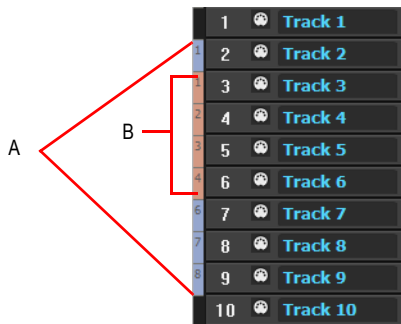 1 Track 1
1 2 Track 2
1 3 Track 3
2 4 Track 4
3 5 Track 5
4 6 Track 6
6 7 Track 7
7 8 Track 8
8 9 Track 9
10 Track 10
A
B